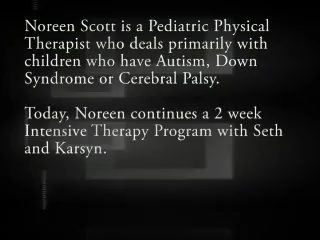 Noreen Scott is a Pediatric Physical
Therapist who deals primarily with
children who have Autism, Down
Syndrome or Cerebral Palsy.
Today, Noreen continues a 2 week
Intensive Therapy Program with Seth
and Karsyn.